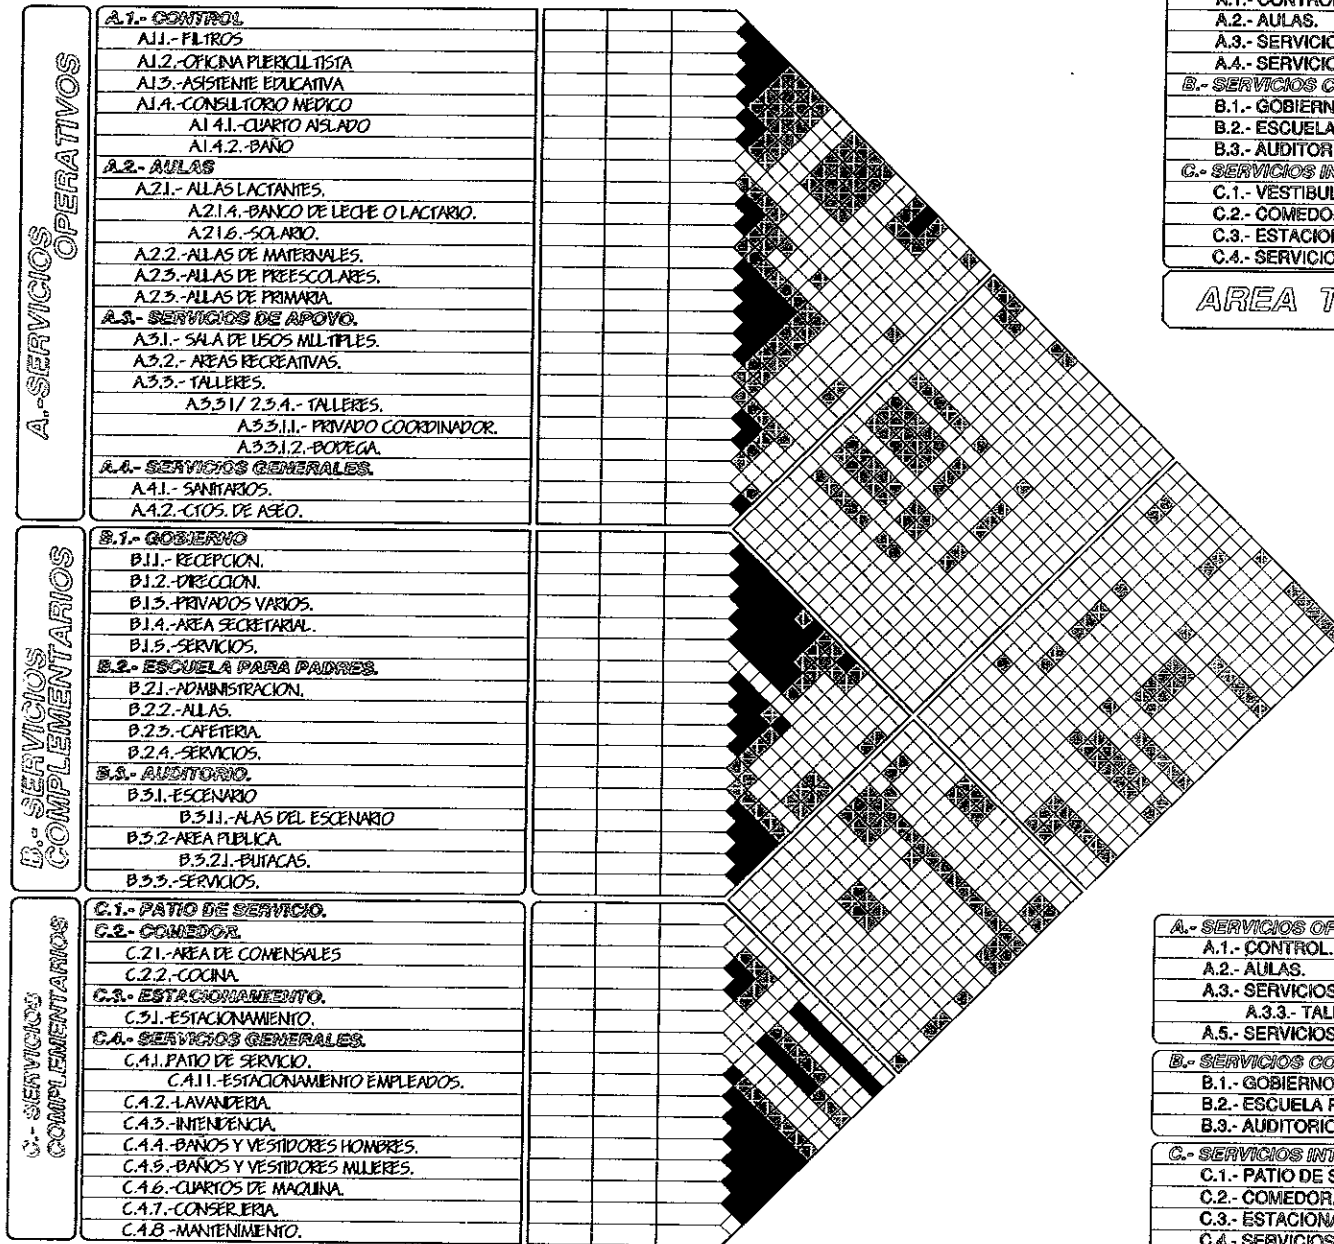 A.-SERVICIOS
OPERATIVOS
A.1.- CONTROL
A.1.1.- FILTROS
A.1.2.-OFICINA PUERICULTISTA
A.1.3.-ASISTENTE EDUCATIVA
A.1.4.-CONSULTORIO MEDICO
A.1 4.1.-CUARTO AISLADO
A.1.4.2.-BAÑO
A.2.- AULAS
A.2.1.- AULAS LACTANTES.
A.2.1.4.-BANCO DE LECHE O LACTARIO.
A.2.1.6.-SOLARIO.
A.2.2.-AULAS DE MATERNALES.
A.2.3.-AULAS DE PREESCOLARES.
A.2.3.-AULAS DE PRIMARIA.
A.3.- SERVICIOS DE APOYO.
A.3.1.- SALA DE USOS MULTIPLES.
A.3.2.- AREAS RECREATIVAS.
A.3.3.- TALLERES.
A.3.3.1/ 2.3.4.- TALLERES.
A.3.3.1.1.- PRIVADO COORDINADOR.
A.3.3.1.2.-BODEGA.
A.4.- SERVICIOS GENERALES.
A.4.1.- SANITARIOS.
A.4.2.-CTOS. DE ASEO.
B.- SERVICIOS
COMPLEMENTARIOS
B.1.- GOBIERNO
B.1.1.- RECEPCION.
B.1.2.-DIRECCION.
B.1.3.-PRIVADOS VARIOS.
B.1.4.-AREA SECRETARIAL.
B.1.5.-SERVICIOS.
B.2.- ESCUELA PARA PADRES.
B.2.1.-ADMINISTRACION.
B.2.2.-AULAS.
B.2.3.-CAFETERIA.
B.2.4.-SERVICIOS.
B.3.- AUDITORIO.
B.3.1.-ESCENARIO
B.3.1.1.-ALAS DEL ESCENARIO
B.3.2-AREA PUBLICA.
B.3.2.1.-BUTACAS.
B.3.3.-SERVICIOS.
C.- SERVICIOS
COMPLEMENTARIOS
C.1.- PATIO DE SERVICIO.
C.2.- COMEDOR.
C.2.1.-AREA DE COMENSALES
C.2.2.-COCINA.
C.3.- ESTACIONAMIENTO.
C.3.1.-ESTACIONAMIENTO.
C.4.- SERVICIOS GENERALES.
C.4.1.PATIO DE SERVICIO.
C.4.1.1.-ESTACIONAMIENTO EMPLEADOS.
C.4.2.-LAVANDERIA.
C.4.3.-INTENDENCIA.
C.4.4.-BAÑOS Y VESTIDORES HOMBRES.
C.4.5.-BAÑOS Y VESTIDORES MUJERES.
C.4.6.-CUARTOS DE MAQUINA.
C.4.7.-CONSERJERIA.
C.4.8-MANTENIMIENTO.
A.1.- CONTROL
A.2.- AULAS.
A.3.- SERVICIO
A.4.- SERVICIO
B.- SERVICIOS C
B.1.- GOBIERN
B.2.- ESCUELA
B.3.- AUDITOR
C.- SERVICIOS IN
C.1.- VESTIBUL
C.2.- COMEDO
C.3.- ESTACION
C.4.- SERVICIO
AREA T
A.- SERVICIOS OP
A.1.- CONTROL.
A.2.- AULAS.
A.3.- SERVICIOS
A.3.3.- TAL
A.5.- SERVICIOS
B.- SERVICIOS CO
B.1.- GOBIERNO
B.2.- ESCUELA P
B.3.- AUDITORIO
C.- SERVICIOS INT
C.1.- PATIO DE S
C.2.- COMEDOR.
C.3.- ESTACIONA
C.4.- SERVICIOS